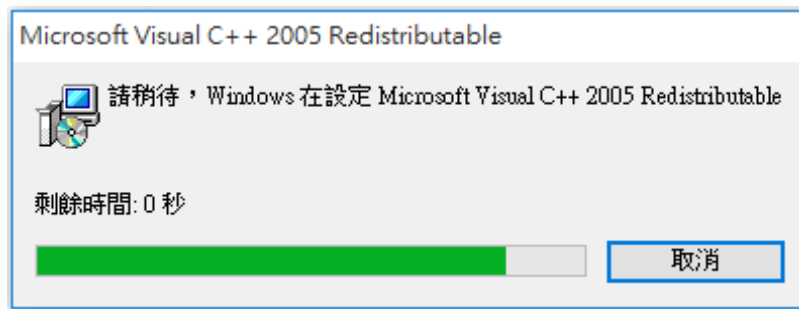 Microsoft Visual C++ 2005 Redistributable
請稍待，Windows 在設定 Microsoft Visual C++ 2005 Redistributable
剩餘時間: 0 秒
取消